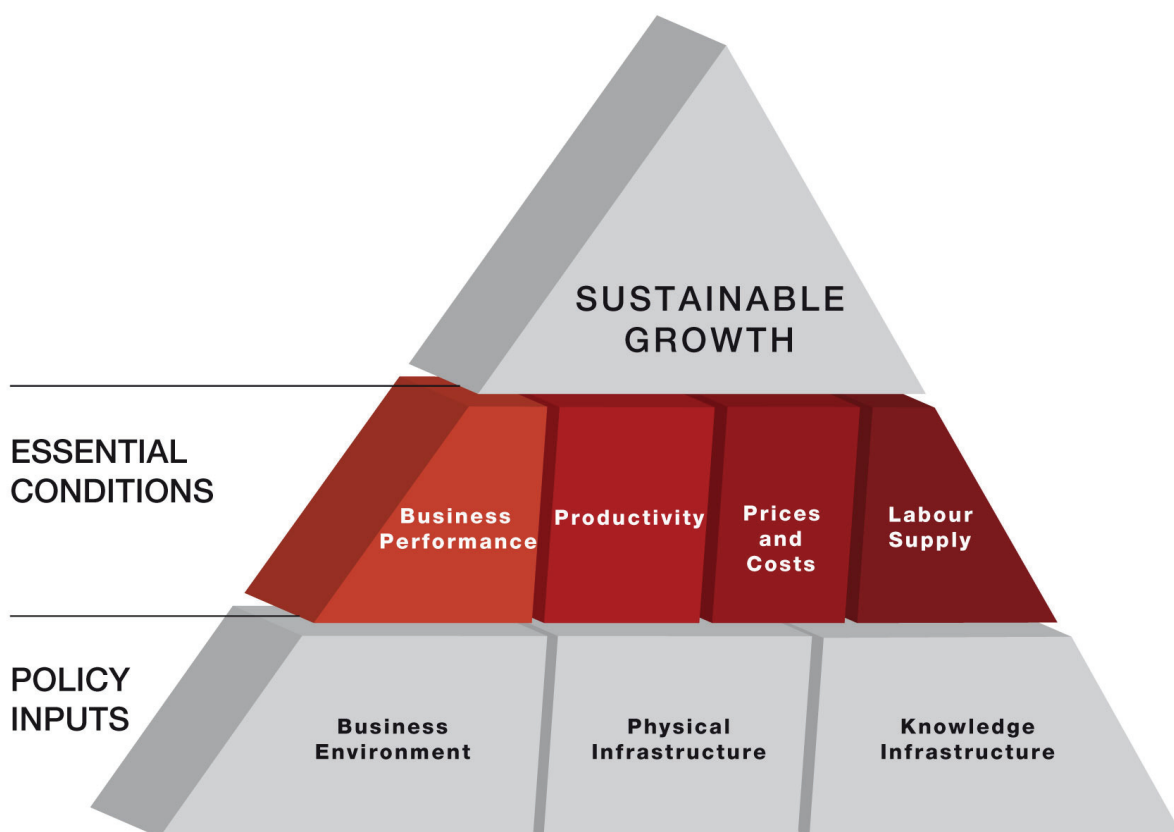 SUSTAINABLE
GROWTH
ESSENTIAL
CONDITIONS
Business
Performance
Productivity
Prices
and
Costs
Labour
Supply
POLICY
INPUTS
Business
Environment
Physical
Infrastructure
Knowledge
Infrastructure